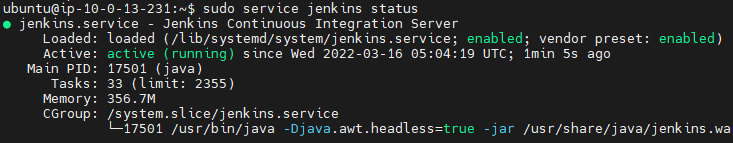 ubuntu@ip-10-0-13-231:~$ sudo service jenkins status
● jenkins.service - Jenkins Continuous Integration Server
Loaded: loaded (/lib/systemd/system/jenkins.service; enabled; vendor preset: enabled)
Active: active (running) since Wed 2022-03-16 05:04:19 UTC; 1min 5s ago
Main PID: 17501 (java)
Tasks: 33 (limit: 2355)
Memory: 356.7M
CGroup: /system.slice/jenkins.service
└─17501 /usr/bin/java -Djava.awt.headless=true -jar /usr/share/java/jenkins.wa